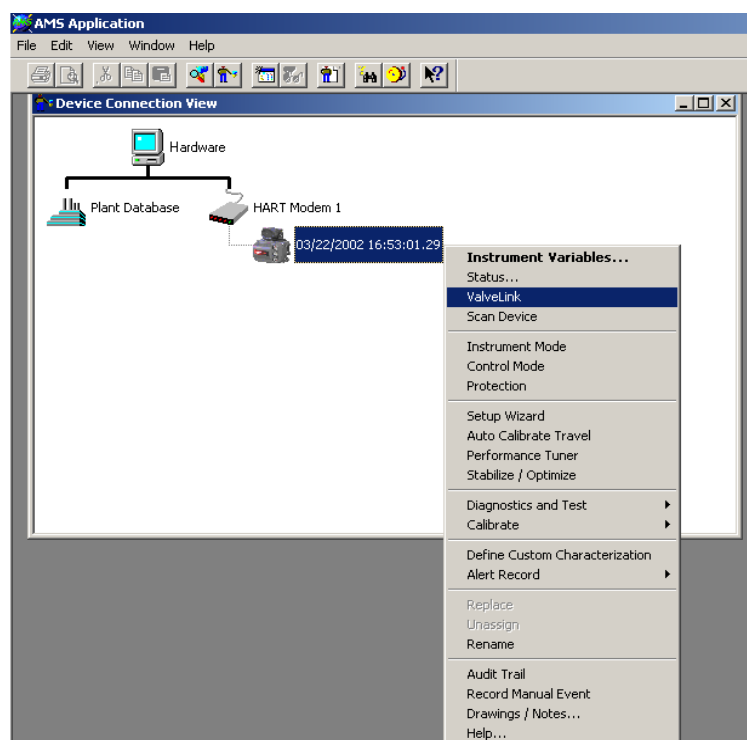 AMS Application
File Edit View Window Help
Device Connection View
Hardware
Plant Database
HART Modem 1
03/22/2002 16:53:01.29
Instrument Variables...
Status...
ValveLink
Scan Device
Instrument Mode
Control Mode
Protection
Setup Wizard
Auto Calibrate Travel
Performance Tuner
Stabilize / Optimize
Diagnostics and Test
Calibrate
Define Custom Characterization
Alert Record
Replace
Unassign
Rename
Audit Trail
Record Manual Event
Drawings / Notes...
Help...